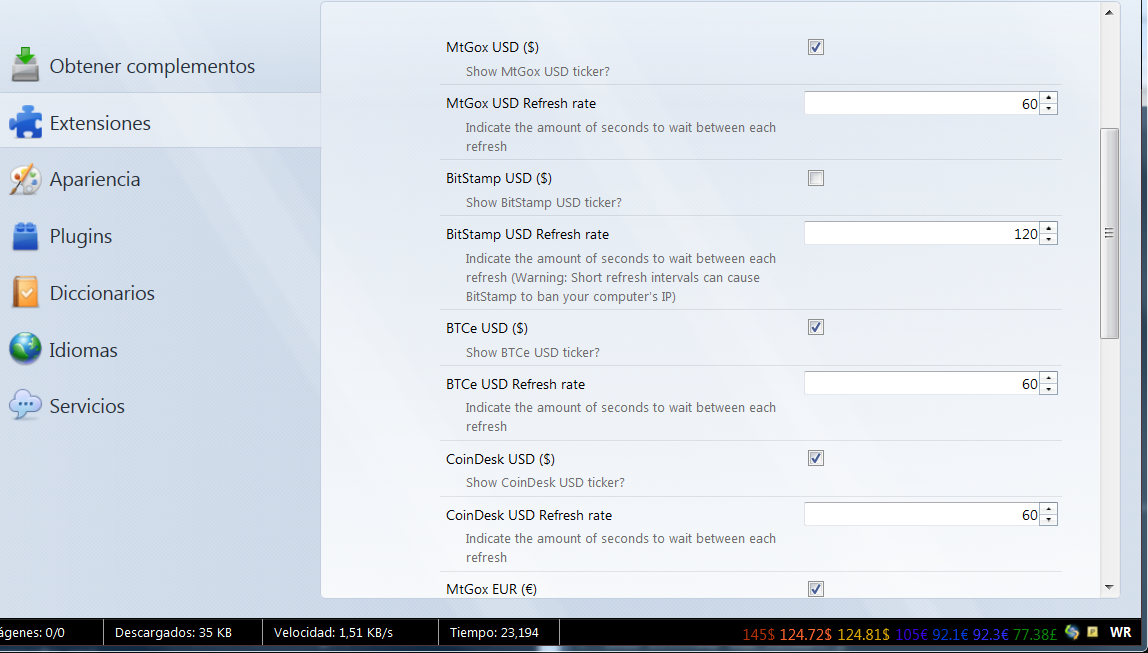 Obtener complementos
Extensiones
Apariencia
Plugins
Diccionarios
Idiomas
Servicios
MtGox USD ($)
Show MtGox USD ticker?
MtGox USD Refresh rate
60
Indicate the amount of seconds to wait between each
refresh
BitStamp USD ($)
Show BitStamp USD ticker?
BitStamp USD Refresh rate
120
Indicate the amount of seconds to wait between each
refresh (Warning: Short refresh intervals can cause
BitStamp to ban your computer's IP)
BTCe USD ($)
Show BTCe USD ticker?
BTCe USD Refresh rate
60
Indicate the amount of seconds to wait between each
refresh
CoinDesk USD ($)
Show CoinDesk USD ticker?
CoinDesk USD Refresh rate
60
Indicate the amount of seconds to wait between each
refresh
MtGox EUR (€)
ágenes: 0/0 Descargados: 35 KB Velocidad: 1,51 KB/s Tiempo: 23,194 145$ 124.72$ 124.81$ 105€ 92.1€ 92.3€ 77.38£ WR